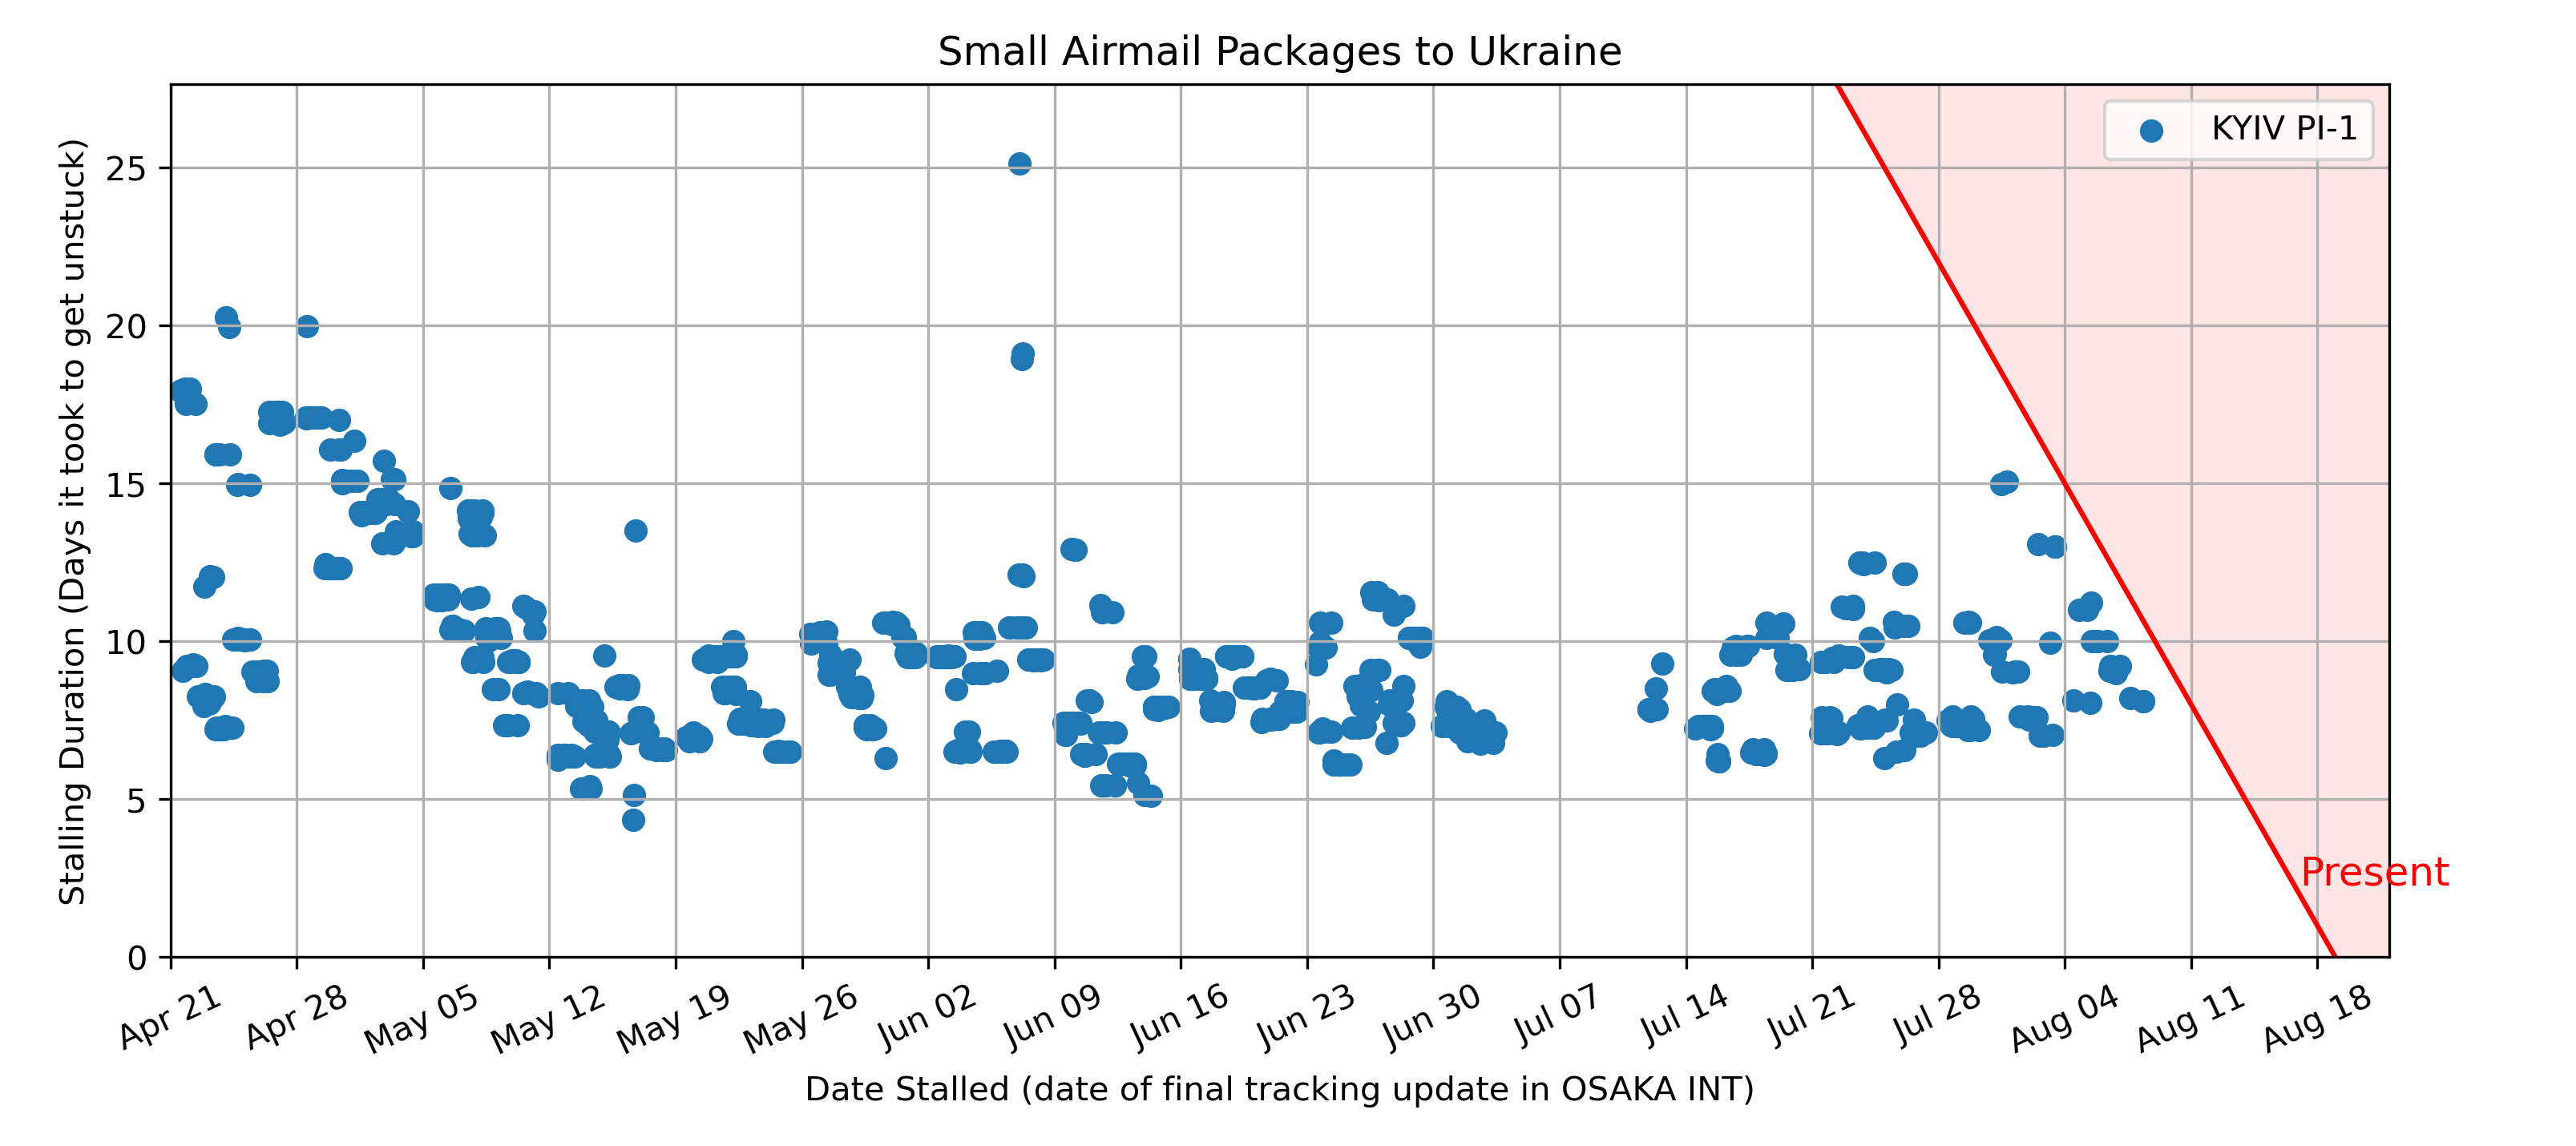 Small Airmail Packages to Ukraine
KYIV PI-1
Stalling Duration (Days it took to get unstuck)
25
20
15
10
5
0
Present
Apr 21
Apr 28
May 05
May 12
May 19
May 26
Jun 02
Jun 09
Jun 16
Jun 23
Jun 30
Jul 07
Jul 14
Jul 21
Jul 28
Aug 04
Aug 11
Aug 18
Date Stalled (date of final tracking update in OSAKA INT)